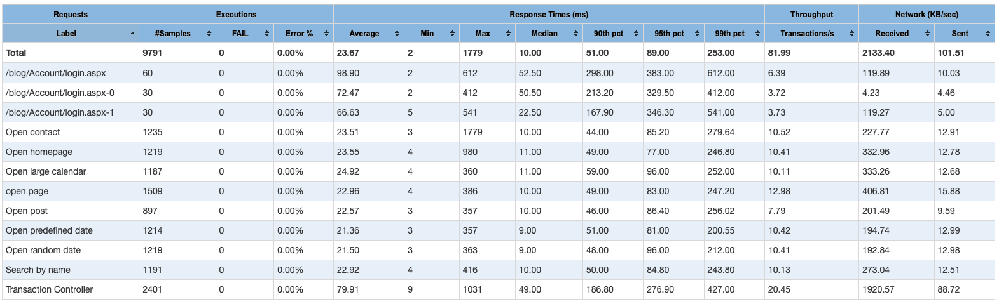 Requests Executions Response Times (ms) Throughput Network (KB/sec)
Label #Samples FAIL Error % Average Min Max Median 90th pct 95th pct 99th pct Transactions/s Received Sent
Total 9791 0 0.00% 23.67 2 1779 10.00 51.00 89.00 253.00 81.99 2133.40 101.51
/blog/Account/login.aspx 60 0 0.00% 98.90 2 612 52.50 298.00 383.00 612.00 6.39 119.89 10.03
/blog/Account/login.aspx-0 30 0 0.00% 72.47 2 412 50.50 213.20 329.50 412.00 3.72 4.23 4.46
/blog/Account/login.aspx-1 30 0 0.00% 66.63 5 541 22.50 167.90 346.30 541.00 3.73 119.27 5.00
Open contact 1235 0 0.00% 23.51 3 1779 10.00 44.00 85.20 279.64 10.52 227.77 12.91
Open homepage 1219 0 0.00% 23.55 4 980 11.00 49.00 77.00 246.80 10.41 332.96 12.78
Open large calendar 1187 0 0.00% 24.92 4 360 11.00 59.00 96.00 252.00 10.11 333.26 12.68
open page 1509 0 0.00% 22.96 4 386 10.00 49.00 83.00 247.20 12.98 406.81 15.88
Open post 897 0 0.00% 22.57 3 357 10.00 46.00 86.40 256.02 7.79 201.49 9.59
Open predefined date 1214 0 0.00% 21.36 3 357 9.00 51.00 81.00 200.55 10.42 194.74 12.99
Open random date 1219 0 0.00% 21.50 3 363 9.00 48.00 96.00 212.00 10.41 192.84 12.98
Search by name 1191 0 0.00% 22.92 4 416 10.00 50.00 84.80 243.80 10.13 273.04 12.51
Transaction Controller 2401 0 0.00% 79.91 9 1031 49.00 186.80 276.90 427.00 20.45 1920.57 88.72